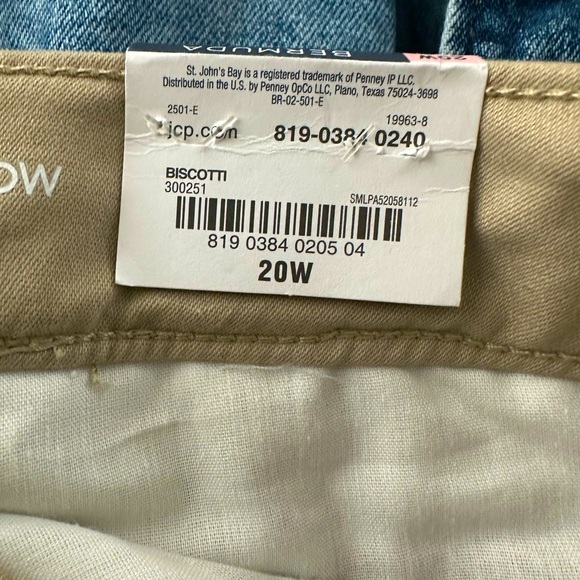 BERMUDA
20W
St. John's Bay is a registered trademark of Penney IP LLC,
Distributed in the U.S. by Penney OpCo LLC, Plano, Texas 75024-3698
BR-02-501-E
2501-E 19963-8
jcp.com 819-0384 0240
OW
BISCOTTI
300251
SMLPA52058112
819 0384 0205 04
20W